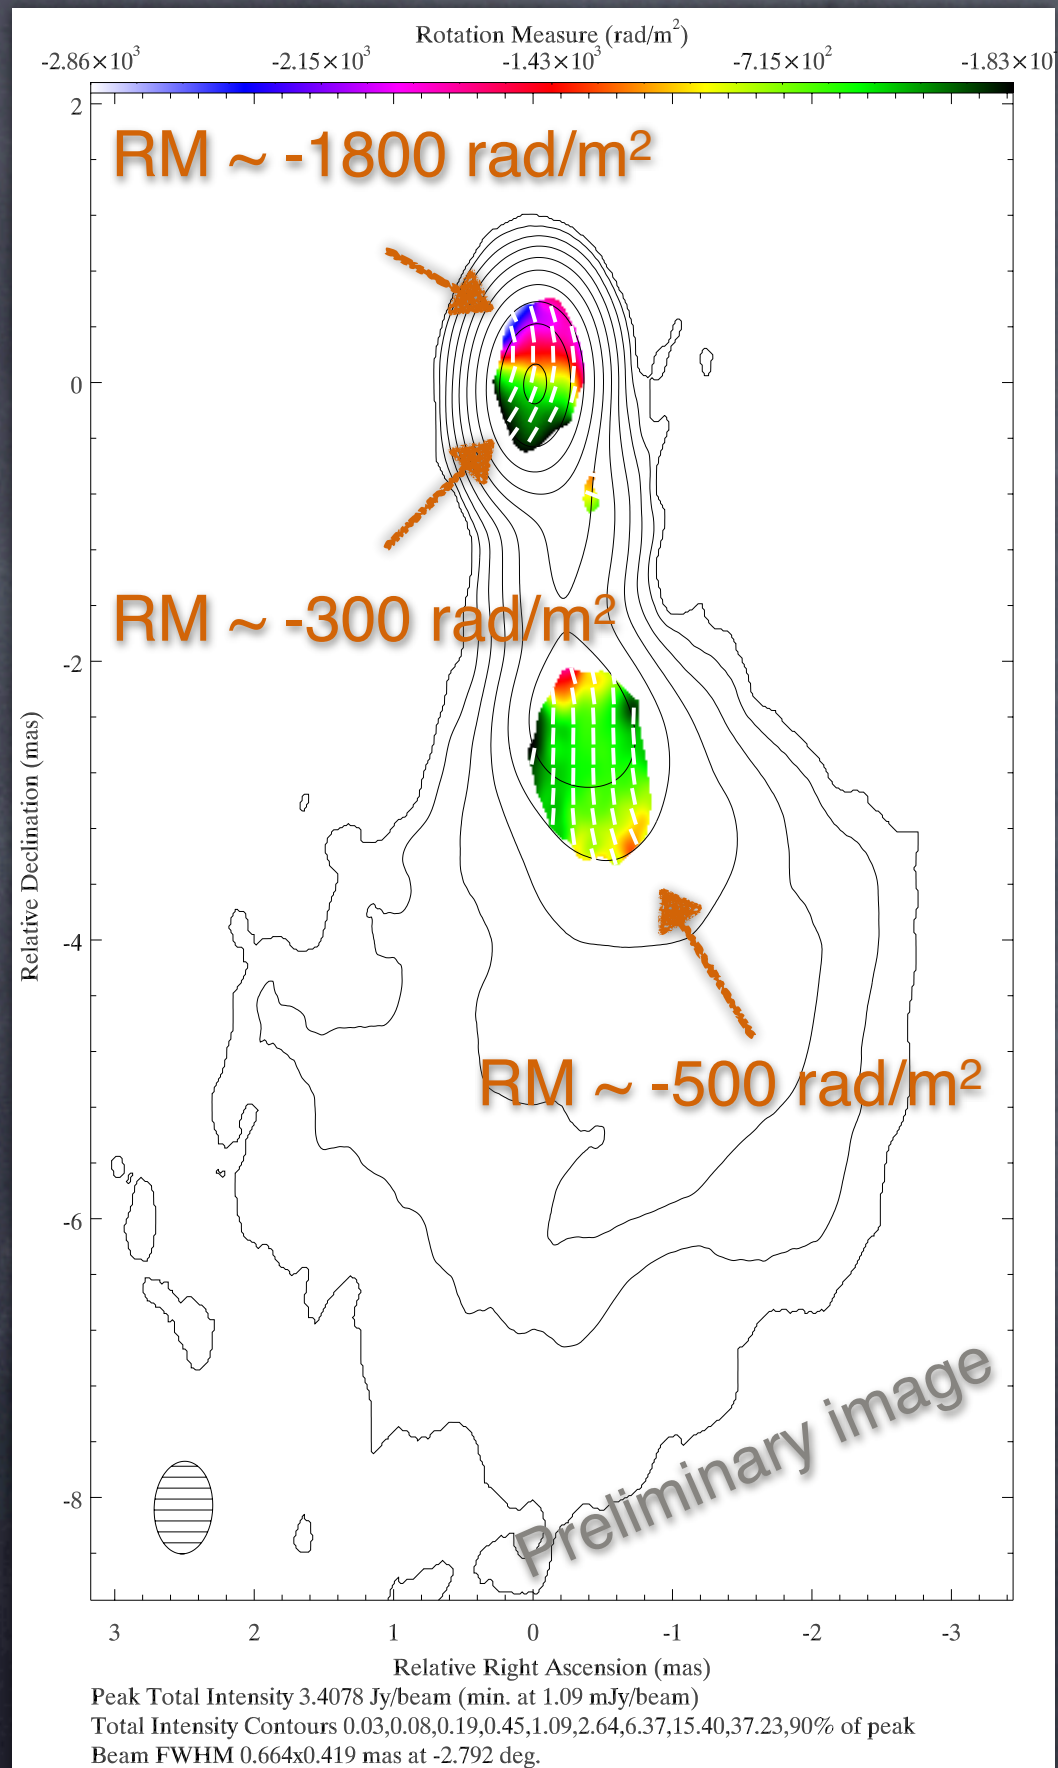 Rotation Measure (rad/m²)
-2.86×10³ -2.15×10³ -1.43×10³ -7.15×10² -1.83×10
RM ~ -1800 rad/m²
RM ~ -300 rad/m²
RM ~ -500 rad/m²
Preliminary image
2
0
-2
-4
-6
-8
Relative Declination (mas)
3 2 1 0 -1 -2 -3
Relative Right Ascension (mas)
Peak Total Intensity 3.4078 Jy/beam (min. at 1.09 mJy/beam)
Total Intensity Contours 0.03,0.08,0.19,0.45,1.09,2.64,6.37,15.40,37.23,90% of peak
Beam FWHM 0.664x0.419 mas at -2.792 deg.